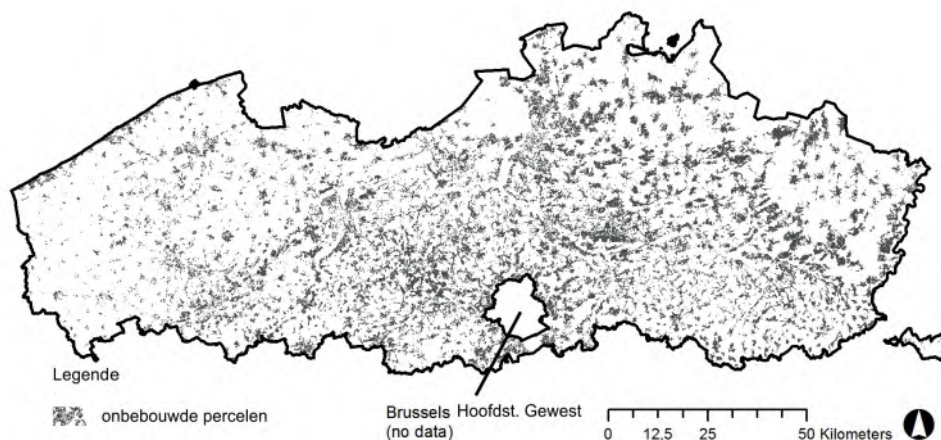 Legende
onbebouwde percelen
Brussels Hoofdst. Gewest
(no data)
0 12.5 25 50 Kilometers